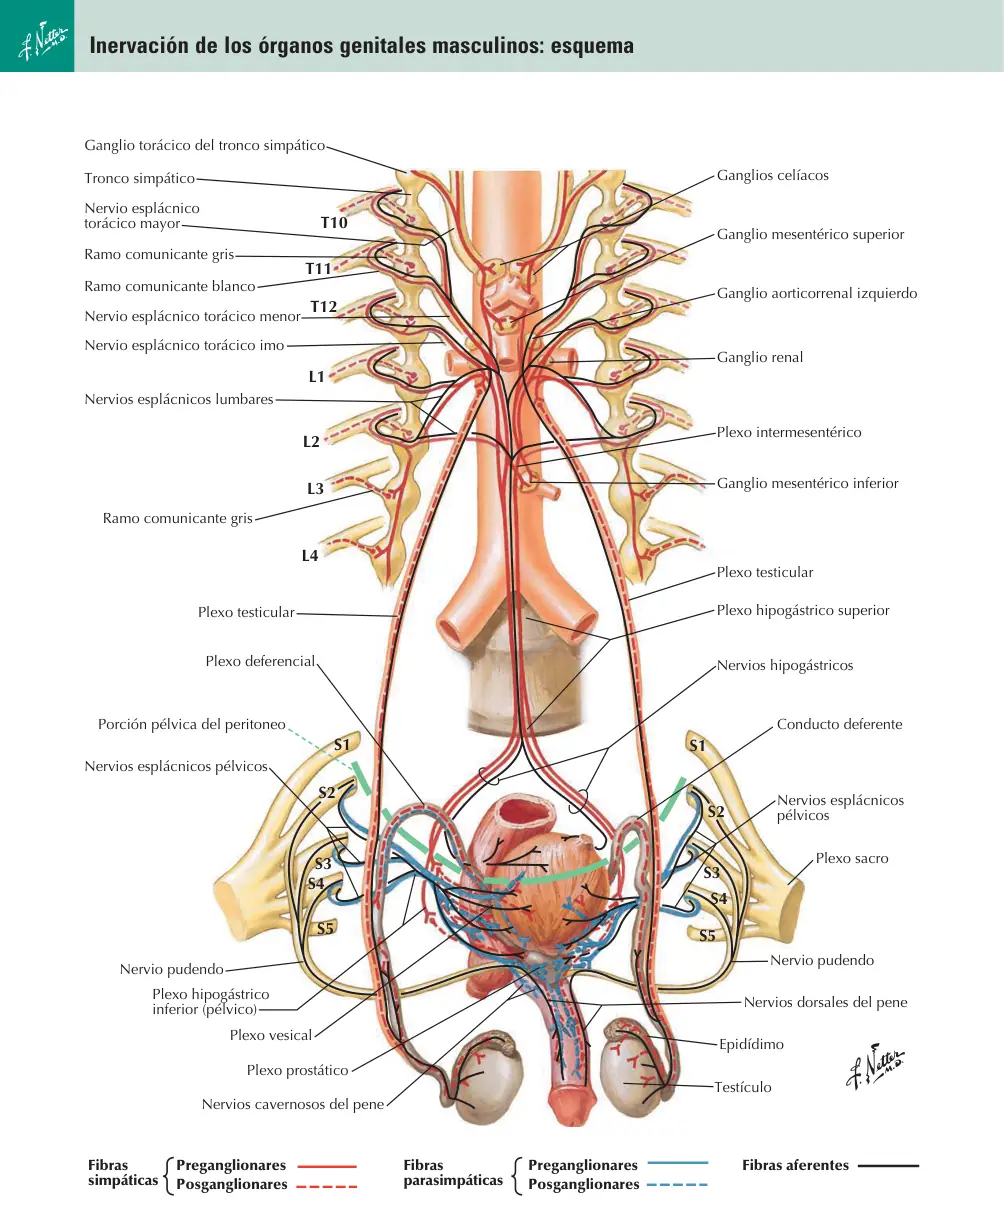 F. Netter M.D.
Inervación de los órganos genitales masculinos: esquema
Ganglio torácico del tronco simpático
Tronco simpático
Nervio esplácnico
torácico mayor
T10
Ramo comunicante gris
T11
Ramo comunicante blanco
T12
Nervio esplácnico torácico menor
Nervio esplácnico torácico imo
L1
Nervios esplácnicos lumbares
L2
L3
Ramo comunicante gris
L4
Plexo testicular
Plexo deferencial
Porción pélvica del peritoneo
S1
Nervios esplácnicos pélvicos
S2
S3
S4
S5
Nervio pudendo
Plexo hipogástrico
inferior (pélvico)
Plexo vesical
Plexo prostático
Nervios cavernosos del pene
Ganglios celíacos
Ganglio mesentérico superior
Ganglio aorticorrenal izquierdo
Ganglio renal
Plexo intermesentérico
Ganglio mesentérico inferior
Plexo testicular
Plexo hipogástrico superior
Nervios hipogástricos
Conducto deferente
S1
Nervios esplácnicos
pélvicos
S2
Plexo sacro
S3
S4
S5
Nervio pudendo
Nervios dorsales del pene
Epidídimo
Testículo
F. Netter M.D.
Fibras
simpáticas
Preganglionares
Posganglionares
Fibras
parasimpáticas
Preganglionares
Posganglionares
Fibras aferentes